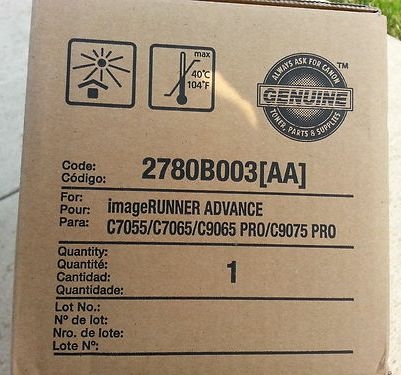 max
40°C
104°F
ALWAYS ASK FOR CANON
GENUINE
TONER, PARTS & SUPPLIES
™
Code:
Código:
2780B003[AA]
For:
Pour:
Para:
imageRUNNER ADVANCE
C7055/C7065/C9065 PRO/C9075 PRO
Quantity:
Quantité:
Cantidad:
Quantidade:
1
Lot No.:
Nº de lot:
Nro. de lote:
Lote Nº: